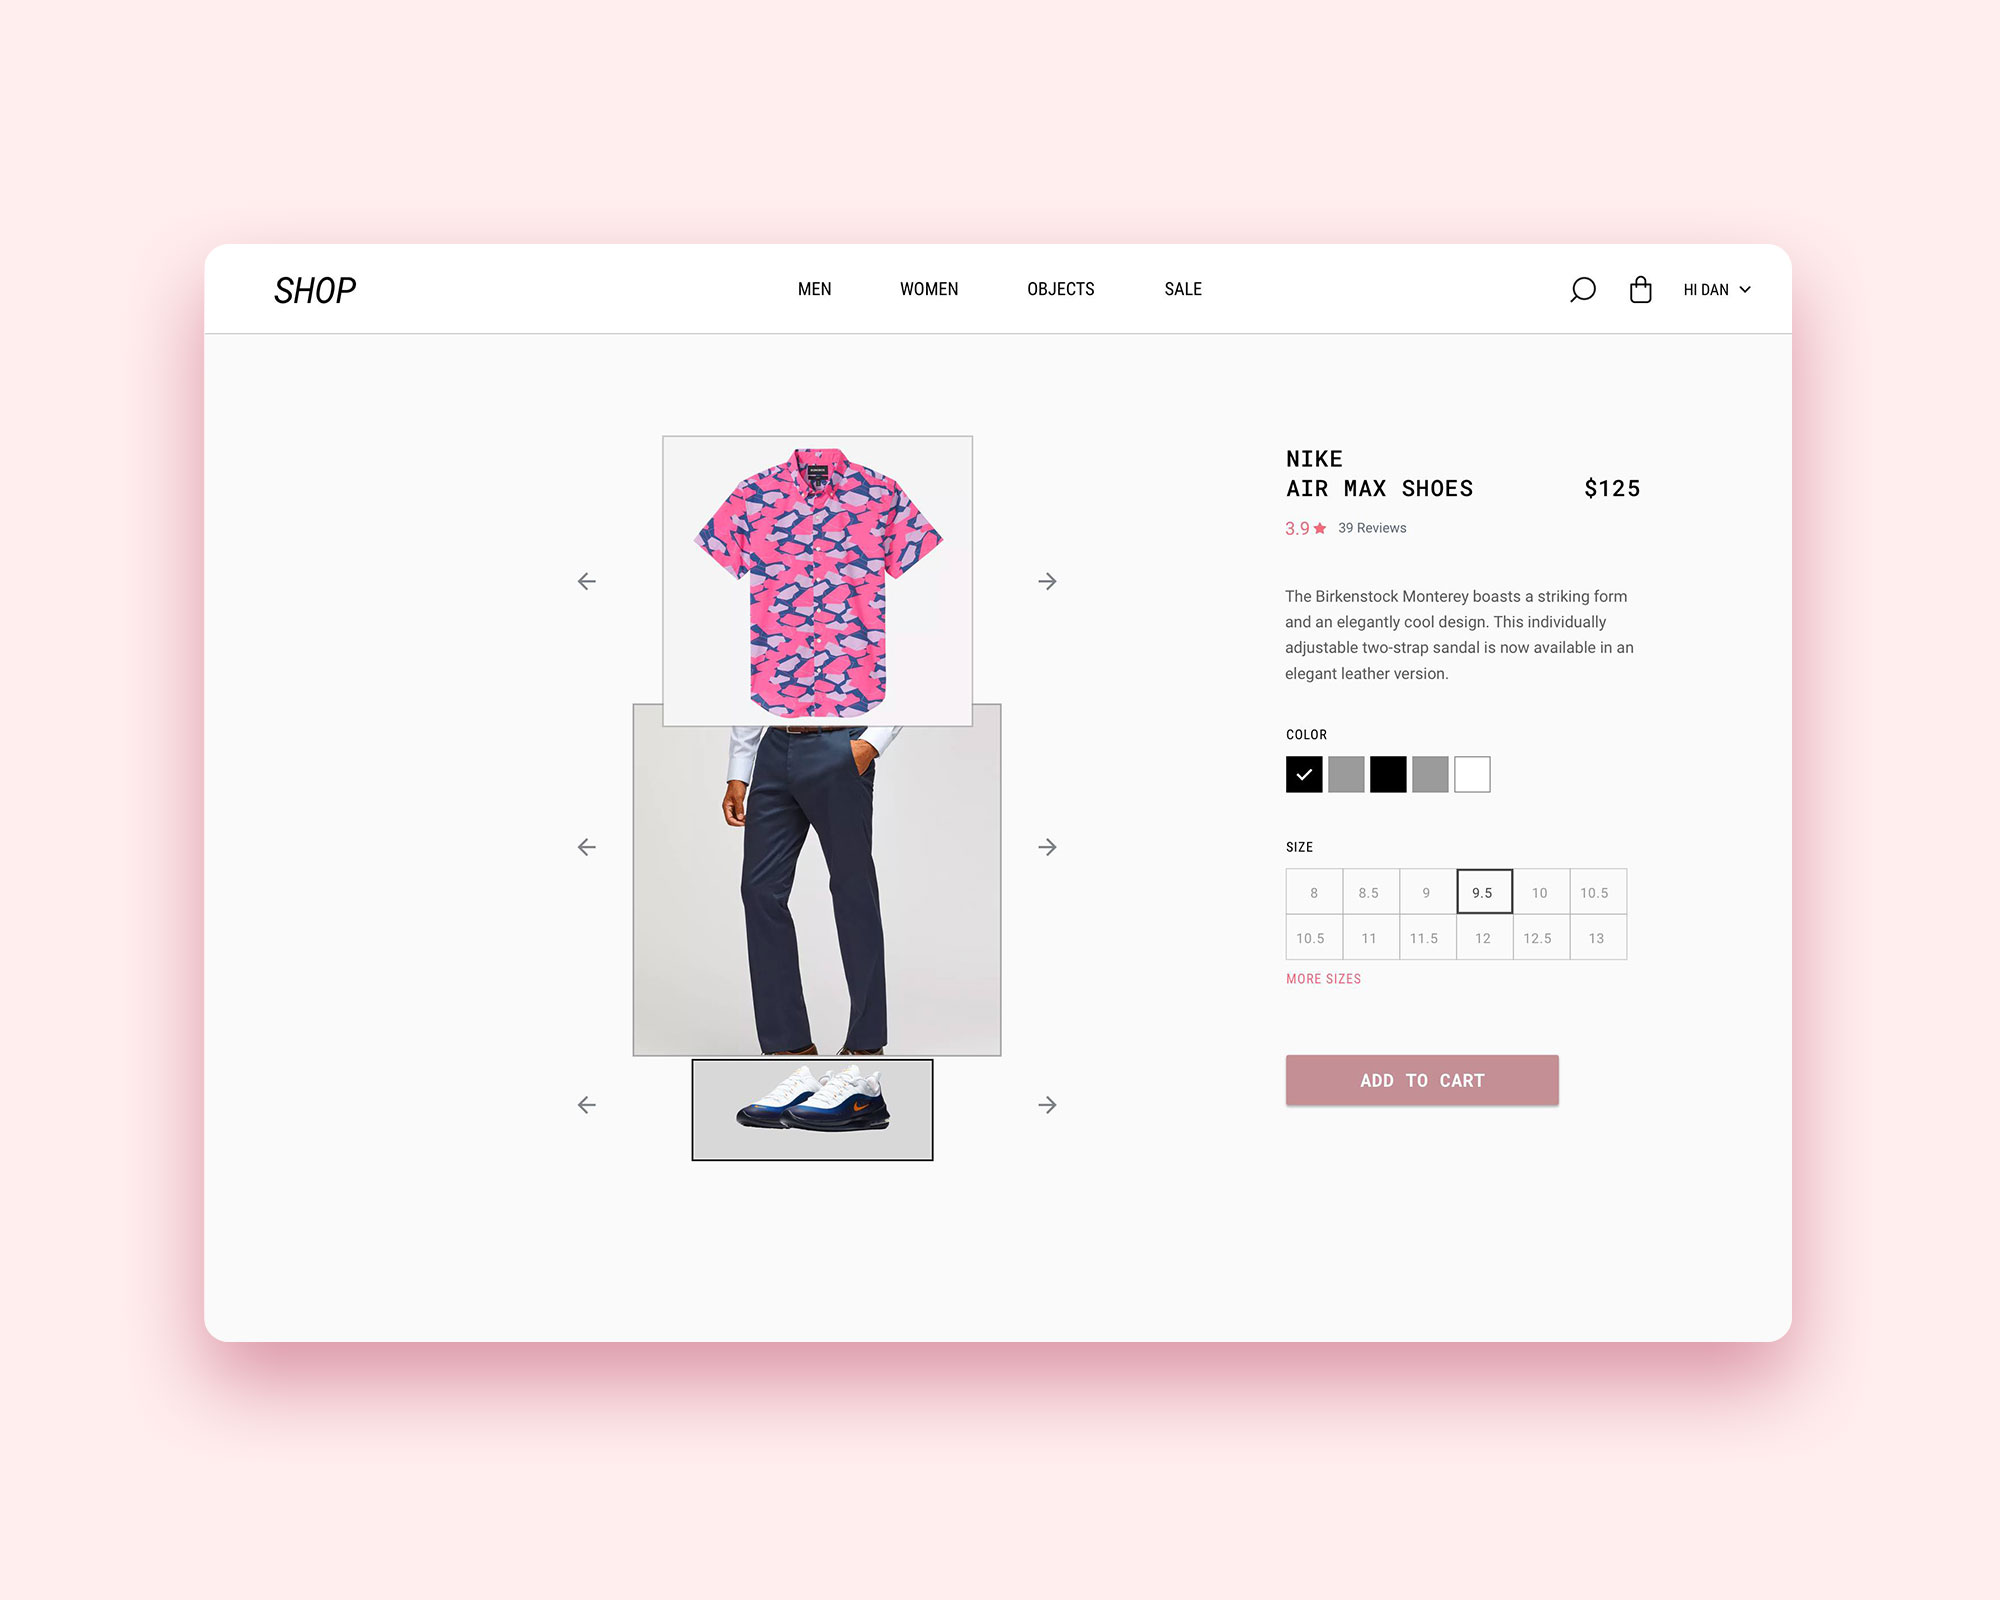 SHOP
MEN
WOMEN
OBJECTS
SALE
HI DAN
NIKE
AIR MAX SHOES
$125
3.9
39 Reviews
The Birkenstock Monterey boasts a striking form
and an elegantly cool design. This individually
adjustable two-strap sandal is now available in an
elegant leather version.
COLOR
SIZE
8 8.5 9 9.5 10 10.5
10.5 11 11.5 12 12.5 13
MORE SIZES
ADD TO CART